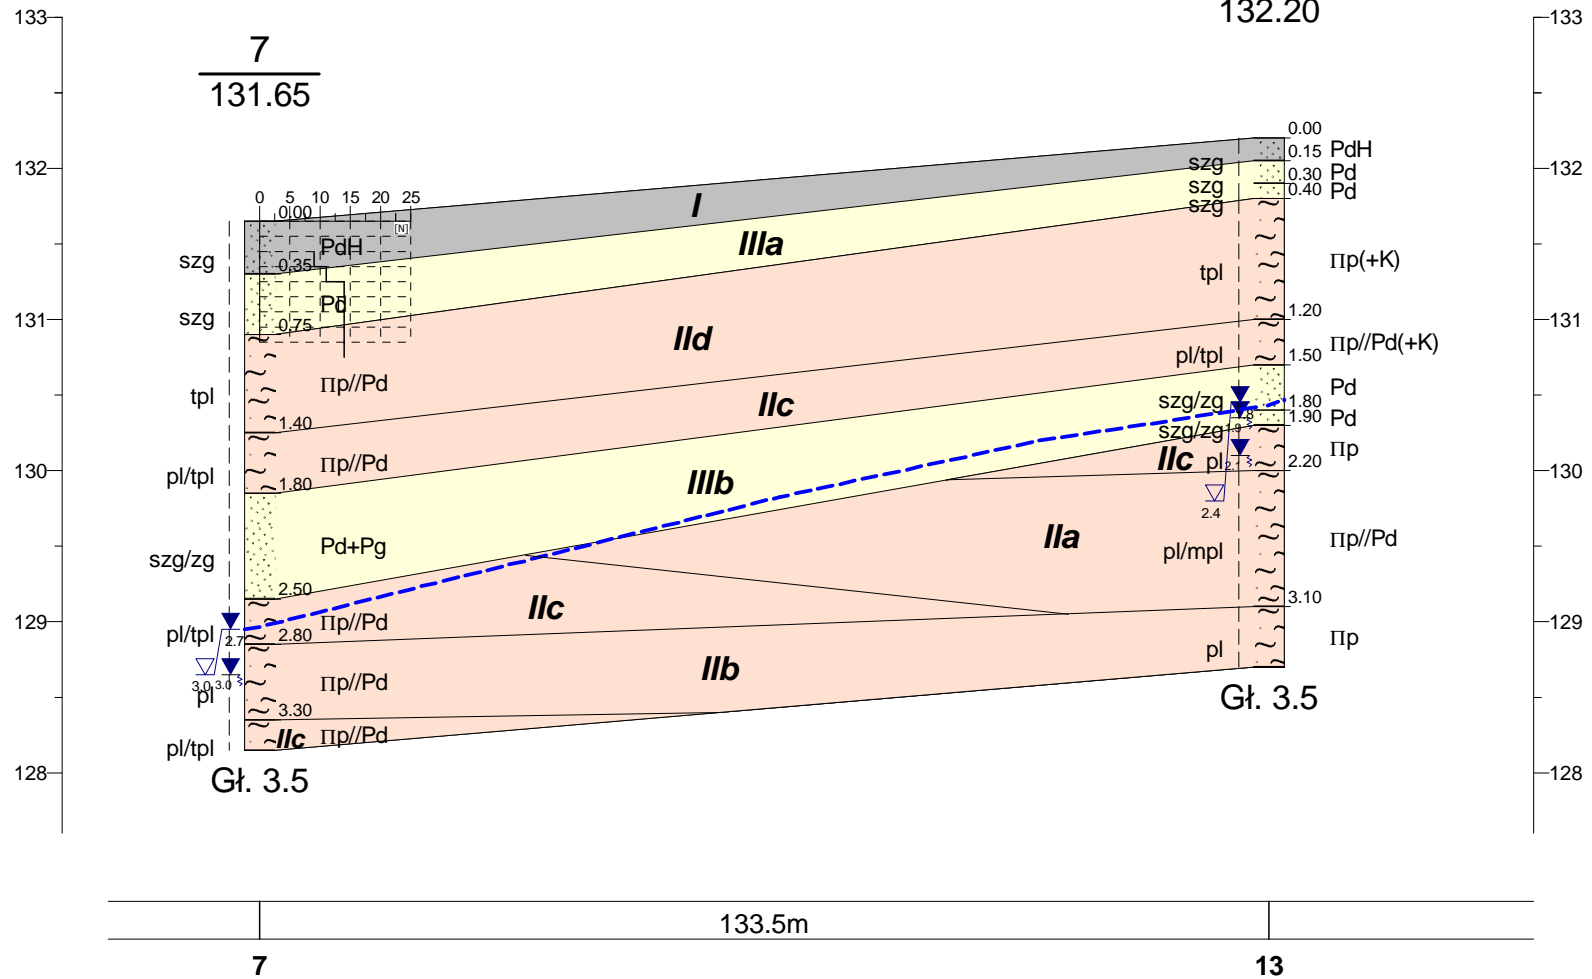 133
132.20
133
7
131.65
0.00
0.15
PdH
132
szg
0.30
Pd
132
szg
0.40
Pd
szg
0 5 10 15 20 25
0.00
[N]
I
PdH
IIIa
szg
0.35
tpl
Πp(+K)
Pd
szg
0.75
131
1.20
131
IId
pl/tpl
Πp//Pd(+K)
1.50
Πp//Pd
tpl
Pd
szg/zg
1.80
IIc
1.8
1.40
szg/zg
1.9
1.90
Pd
Πp
Πp//Pd
IIc
pl
2.1
2.20
130
130
pl/tpl
1.80
IIIb
2.4
IIa
Πp//Pd
Pd+Pg
pl/mpl
szg/zg
2.50
3.10
IIc
129
Πp//Pd
129
pl/tpl
2.7
2.80
Πp
pl
IIb
3.0
3.0
pl
Πp//Pd
Gł. 3.5
3.30
IIc
Πp//Pd
pl/tpl
128
Gł. 3.5
128
133.5m
7
13